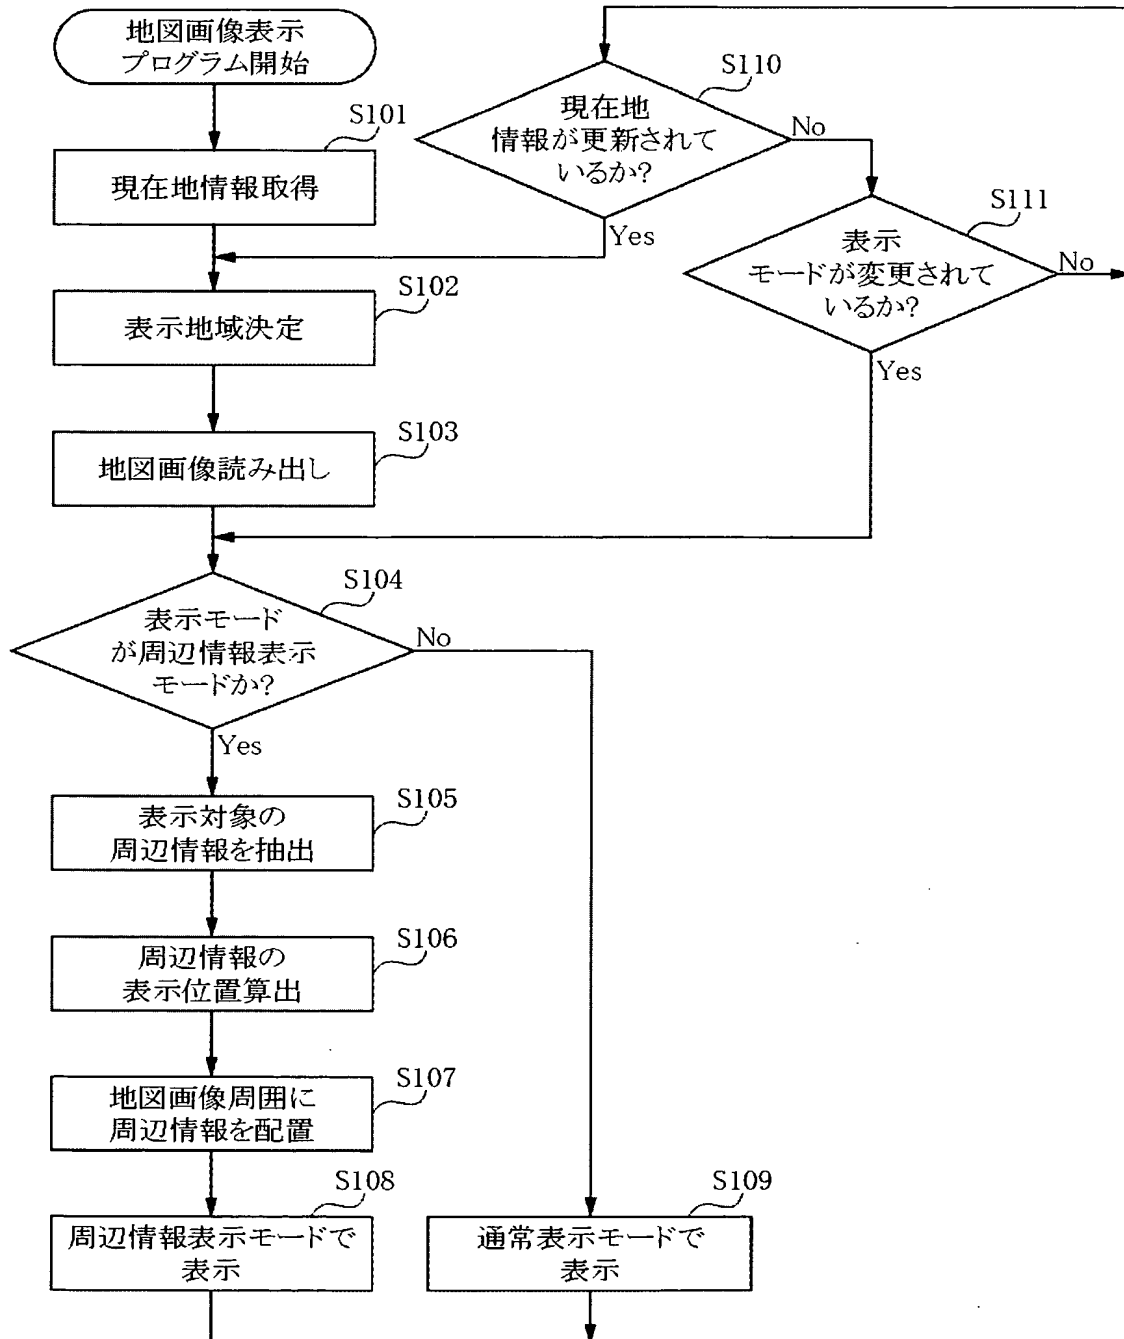 地図画像表示
プログラム開始
S101
現在地情報取得
S110
現在地
情報が更新されて
いるか?
No
Yes
S111
表示
モードが変更されて
いるか?
No
Yes
S102
表示地域決定
S103
地図画像読み出し
S104
表示モード
が周辺情報表示
モードか?
No
Yes
S105
表示対象の
周辺情報を抽出
S106
周辺情報の
表示位置算出
S107
地図画像周囲に
周辺情報を配置
S108
周辺情報表示モードで
表示
S109
通常表示モードで
表示